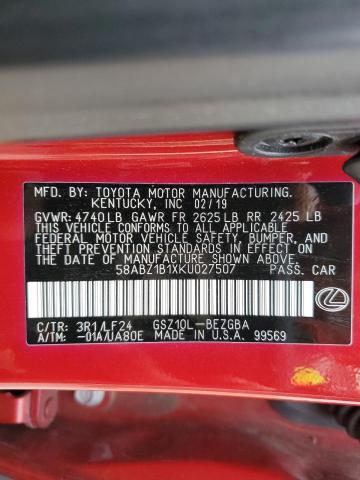 MFD. BY: TOYOTA MOTOR MANUFACTURING.
KENTUCKY, INC 02/19
GVWR: 4740LB GAWR FR 2625LB RR 2425 LB
THIS VEHICLE CONFORMS TO ALL APPLICABLE
FEDERAL MOTOR VEHICLE SAFETY, BUMPER, AND
THEFT PREVENTION STANDARDS IN EFFECT ON
THE DATE OF MANUFACTURE SHOWN ABOVE.
58ABZ1B1XKU027507 PASS. CAR
C/TR: 3R1/LF24 GSZ10L-BEZGBA
A/TM: -01A/UA80E MADE IN U.S.A. 99569